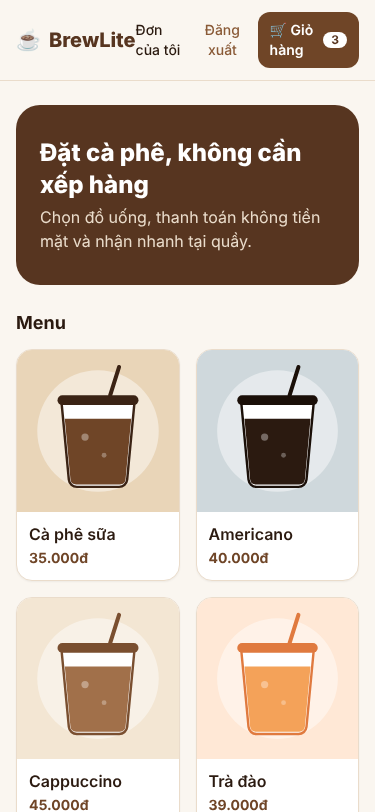 ☕ BrewLite
Đơn
của tôi
Đăng
xuất
🛒 Giỏ
hàng
3
Đặt cà phê, không cần
xếp hàng
Chọn đồ uống, thanh toán không tiền
mặt và nhận nhanh tại quầy.
Menu
Cà phê sữa
35.000đ
Americano
40.000đ
Cappuccino
45.000đ
Trà đào
39.000đ